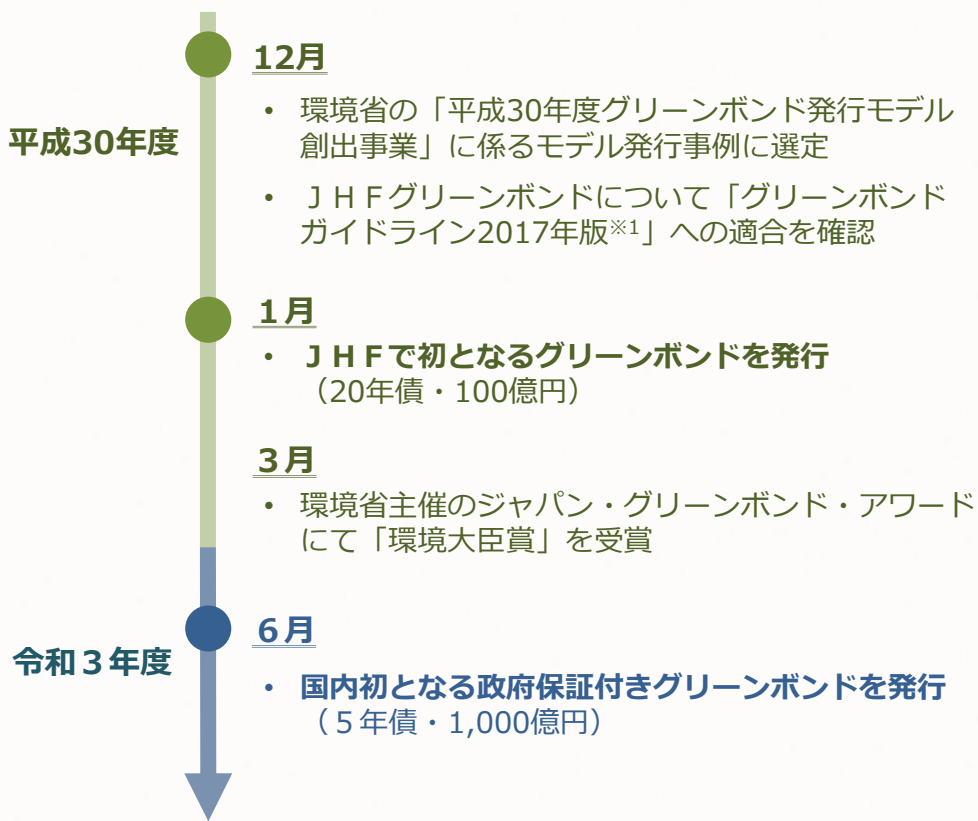 平成30年度
12月
• 環境省の「平成30年度グリーンボンド発行モデル
創出事業」に係るモデル発行事例に選定
• ＪＨＦグリーンボンドについて「グリーンボンド
ガイドライン2017年版※1」への適合を確認
１月
• ＪＨＦで初となるグリーンボンドを発行
（20年債・100億円）
３月
• 環境省主催のジャパン・グリーンボンド・アワード
にて「環境大臣賞」を受賞
令和３年度
６月
• 国内初となる政府保証付きグリーンボンドを発行
（５年債・1,000億円）